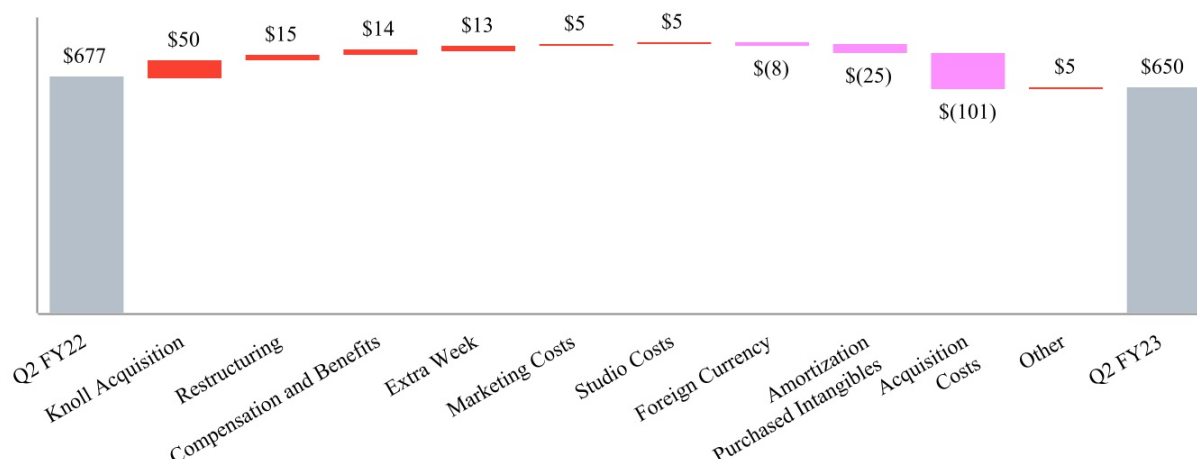 $677
$50
$15
$14
$13
$5
$5
$(8)
$(25)
$(101)
$5
$650
Q2 FY22
Knoll Acquisition
Restructuring
Compensation and Benefits
Extra Week
Marketing Costs
Studio Costs
Foreign Currency
Amortization
Purchased Intangibles
Acquisition
Costs
Other
Q2 FY23